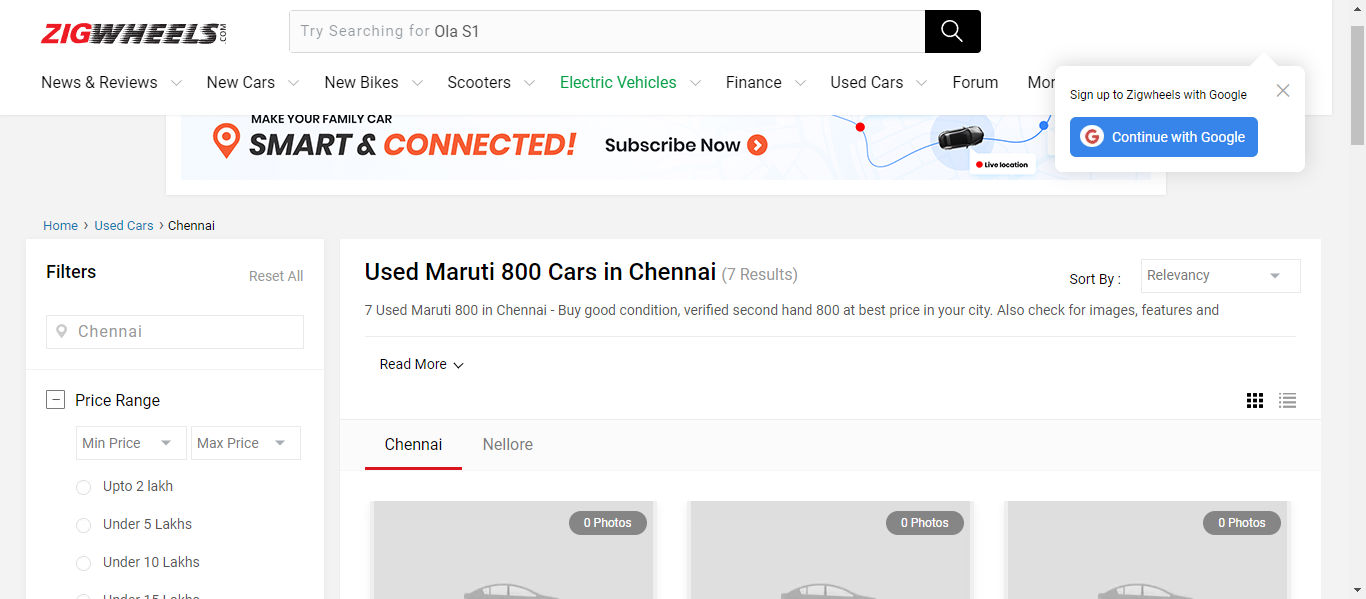 ZIGWHEELS.COM
Try Searching for Ola S1
News & Reviews New Cars New Bikes Scooters Electric Vehicles Finance Used Cars Forum Mor
Sign up to Zigwheels with Google
Continue with Google
MAKE YOUR FAMILY CAR
SMART & CONNECTED!
Subscribe Now
Live location
Home › Used Cars › Chennai
Filters
Reset All
Chennai
Price Range
Min Price Max Price
Upto 2 lakh
Under 5 Lakhs
Under 10 Lakhs
Under 15 Lakhs
Used Maruti 800 Cars in Chennai (7 Results)
Sort By : Relevancy
7 Used Maruti 800 in Chennai - Buy good condition, verified second hand 800 at best price in your city. Also check for images, features and
Read More
Chennai Nellore
0 Photos 0 Photos 0 Photos